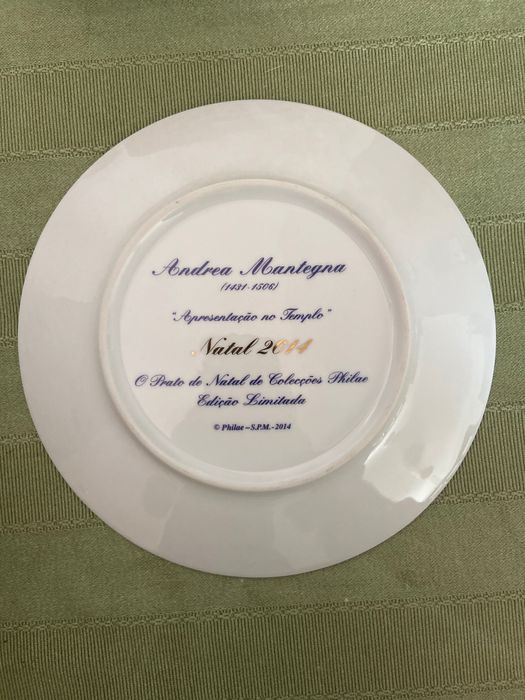 Andrea Mantegna
(1431-1506)
"Apresentação no Templo"
Natal 2014
O Prato de Natal de Colecções Philae
Edição Limitada
© Philae – S.P.M. - 2014